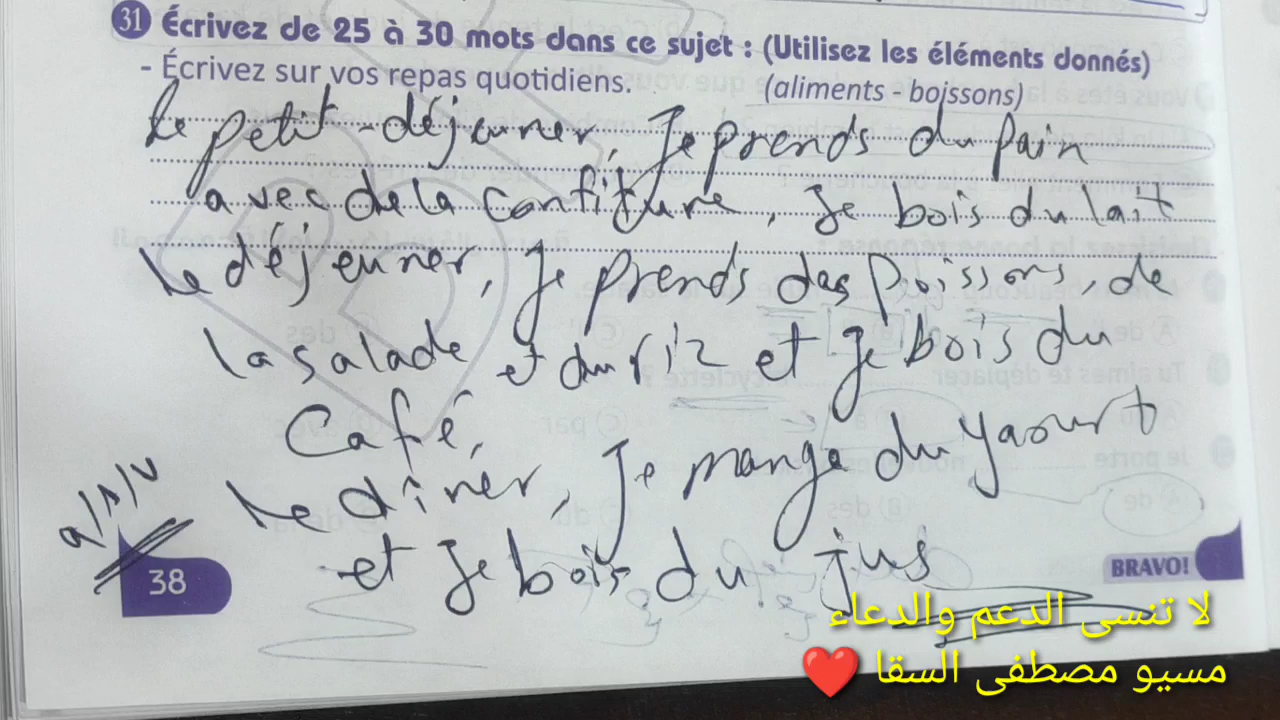 31 Écrivez de 25 à 30 mots dans ce sujet : (Utilisez les éléments donnés)
- Écrivez sur vos repas quotidiens. (aliments - boissons)
Le petit-déjeuner, Je prends du pain
avec de la confiture, Je bois du lait
Le déjeuner, Je prends des poissons, de
la salade et du riz et Je bois du
Café,
Le dîner, Je mange du yaourt
et Je bois du jus
38
BRAVO!
لا تنسى الدعم والدعاء
مسيو مصطفى السقا ❤️